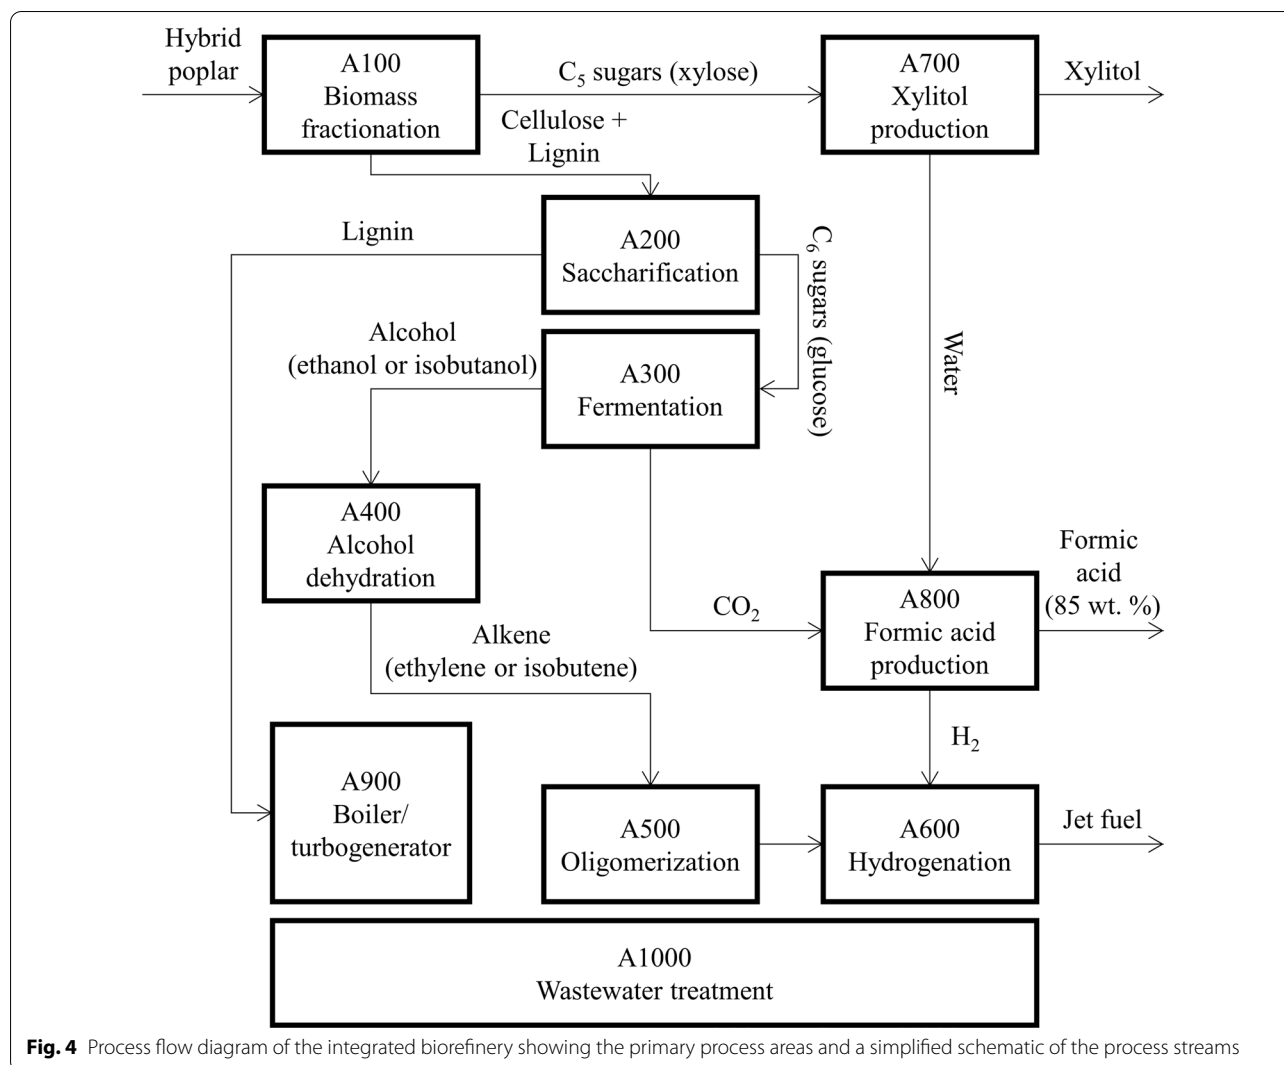 Hybrid
poplar
A100
Biomass
fractionation
C5 sugars (xylose)
A700
Xylitol
production
Xylitol
Cellulose +
Lignin
Lignin
A200
Saccharification
C6 sugars (glucose)
Water
Alcohol
(ethanol or isobutanol)
A300
Fermentation
A400
Alcohol
dehydration
CO2
A800
Formic acid
production
Formic
acid
(85 wt. %)
Alkene
(ethylene or isobutene)
H2
A900
Boiler/
turbogenerator
A500
Oligomerization
A600
Hydrogenation
Jet fuel
A1000
Wastewater treatment
Fig. 4 Process flow diagram of the integrated biorefinery showing the primary process areas and a simplified schematic of the process streams